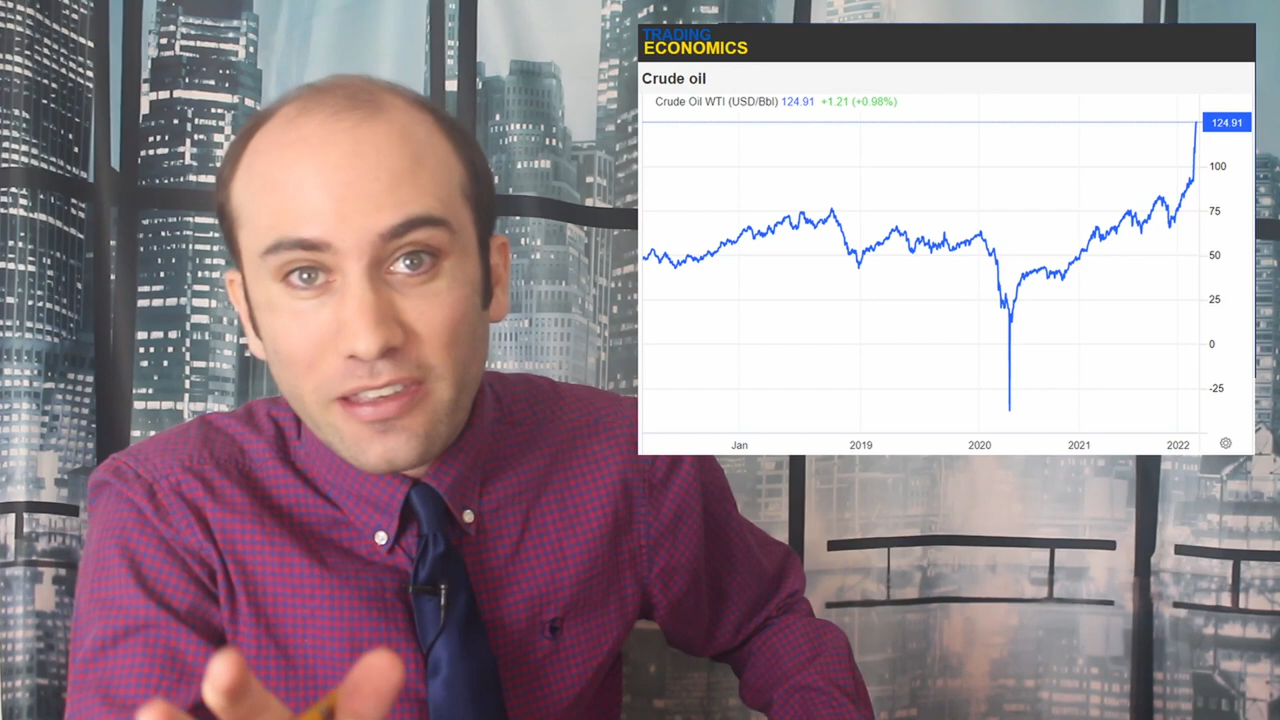 TRADING
ECONOMICS
Crude oil
Crude Oil WTI (USD/Bbl) 124.91 +1.21 (+0.98%)
124.91
100
75
50
25
0
-25
Jan 2019 2020 2021 2022